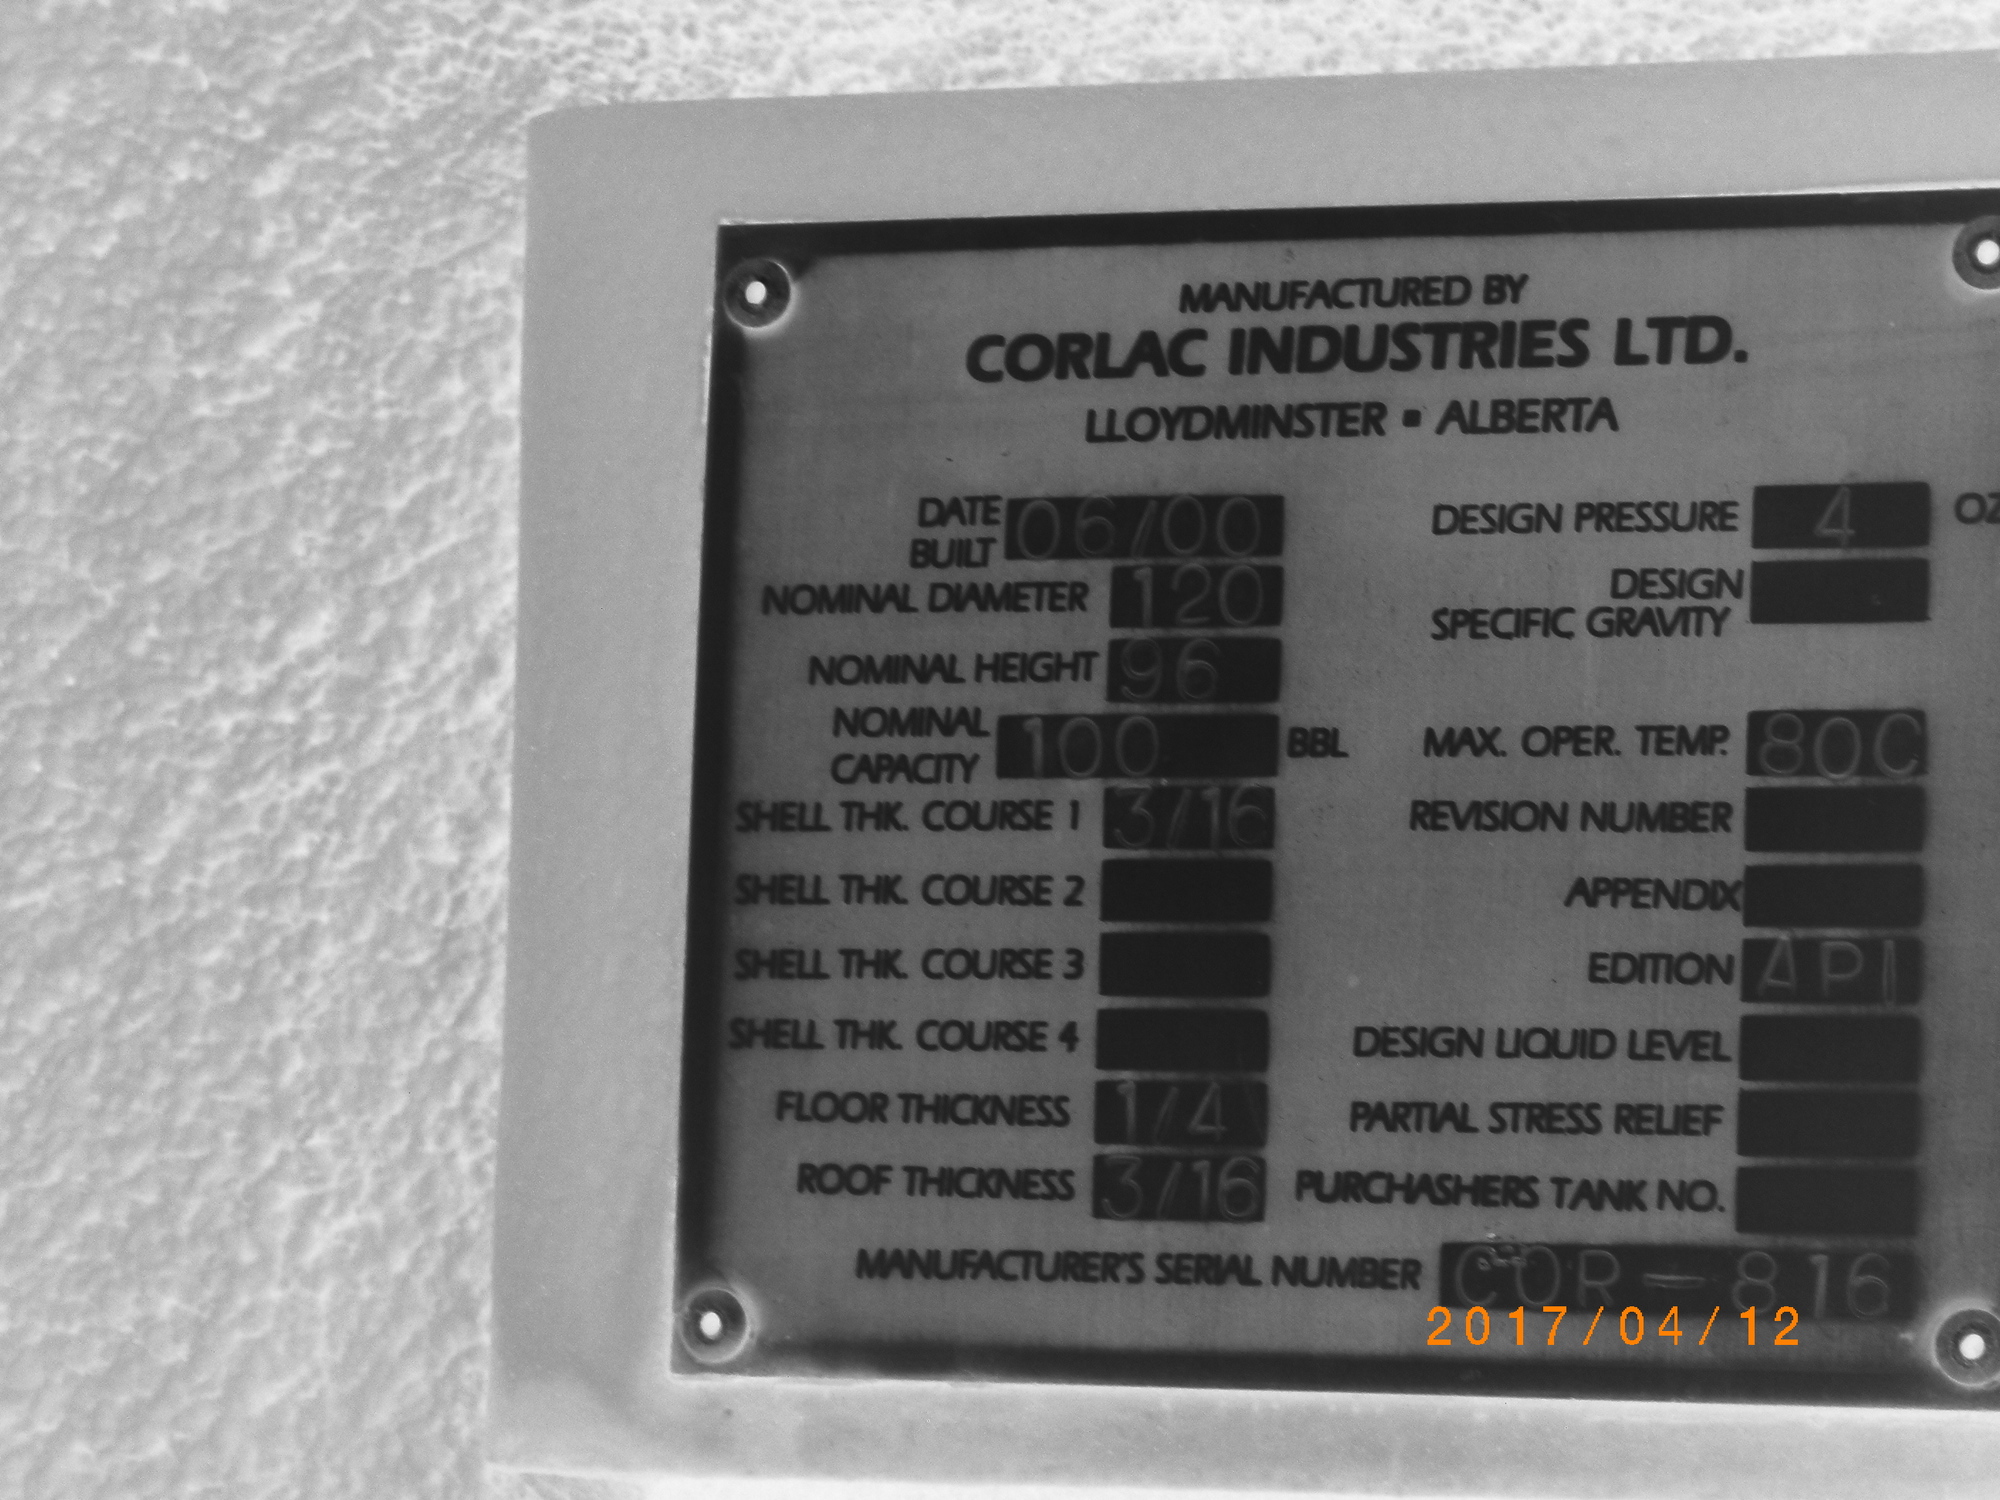 MANUFACTURED BY
CORLAC INDUSTRIES LTD.
LLOYDMINSTER ▪ ALBERTA
DATE BUILT 06/00
NOMINAL DIAMETER 120
NOMINAL HEIGHT 96
NOMINAL CAPACITY 100 BBL
SHELL THK. COURSE 1 3/16
SHELL THK. COURSE 2
SHELL THK. COURSE 3
SHELL THK. COURSE 4
FLOOR THICKNESS 1/4
ROOF THICKNESS 3/16
DESIGN PRESSURE 4 OZ
DESIGN SPECIFIC GRAVITY
MAX. OPER. TEMP. 80C
REVISION NUMBER
APPENDIX
EDITION API
DESIGN LIQUID LEVEL
PARTIAL STRESS RELIEF
PURCHASHERS TANK NO.
MANUFACTURER'S SERIAL NUMBER COR-816
2017/04/12